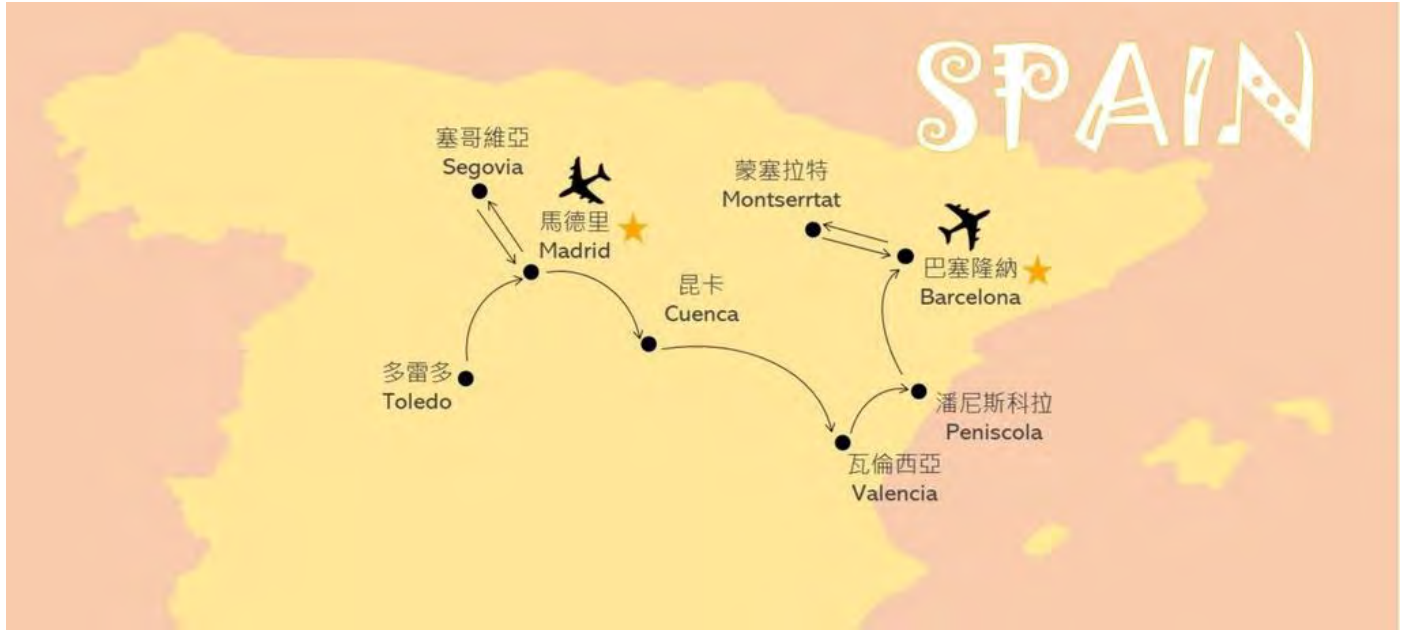 SPAIN
塞哥維亞
Segovia
馬德里
Madrid
蒙塞拉特
Montserrtat
巴塞隆納
Barcelona
昆卡
Cuenca
多雷多
Toledo
潘尼斯科拉
Peniscola
瓦倫西亞
Valencia